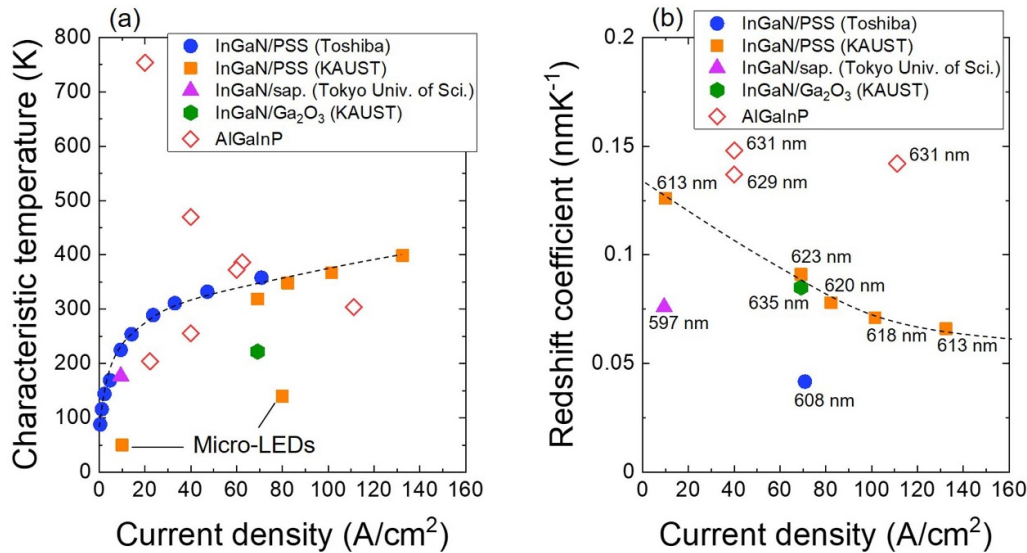 (a)
Characteristic temperature (K)
800
700
600
500
400
300
200
100
0
InGaN/PSS (Toshiba)
InGaN/PSS (KAUST)
InGaN/sap. (Tokyo Univ. of Sci.)
InGaN/Ga₂O₃ (KAUST)
AlGaInP
Micro-LEDs
0 20 40 60 80 100 120 140 160
Current density (A/cm²)
(b)
Redshift coefficient (nmK⁻¹)
0.2
0.15
0.1
0.05
0
InGaN/PSS (Toshiba)
InGaN/PSS (KAUST)
InGaN/sap. (Tokyo Univ. of Sci.)
InGaN/Ga₂O₃ (KAUST)
AlGaInP
631 nm
631 nm
629 nm
613 nm
623 nm
620 nm
635 nm
597 nm
618 nm
613 nm
608 nm
0 20 40 60 80 100 120 140 160
Current density (A/cm²)